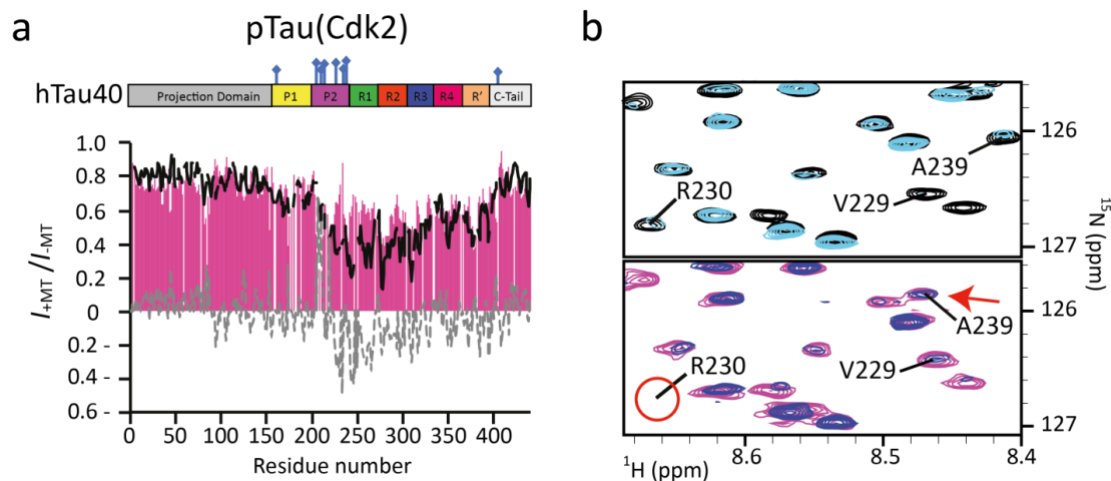 a
pTau(Cdk2)
hTau40
Projection Domain P1 P2 R1 R2 R3 R4 R' C-Tail
I+MT /I-MT
1.0
0.8
0.6
0.4
0.2
0
0.2 -
0.4 -
0.6 -
0 50 100 150 200 250 300 350 400
Residue number
b
R230
V229
A239
126
127
15N (ppm)
R230
V229
A239
126
127
8.6 8.5 8.4
1H (ppm)